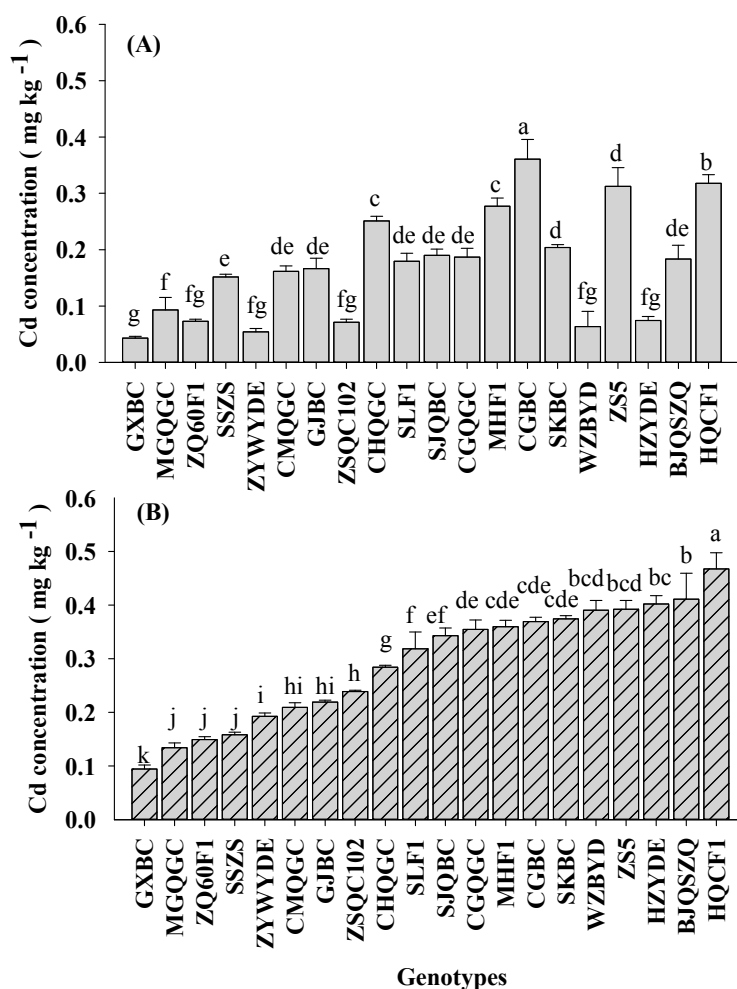 (A)
Cd concentration ( mg kg -1 )
0.6
0.5
0.4
0.3
0.2
0.1
0.0
g
f
fg
e
fg
de
de
fg
c
de
de
de
c
a
d
fg
d
fg
de
b
GXBC
MGQGC
ZQ60F1
SSZS
ZYWYDE
CMQGC
GJBC
ZSQC102
CHQGC
SLF1
SJQBC
CGQGC
MHF1
CGBC
SKBC
WZBYD
ZS5
HZYDE
BJQSZQ
HQCF1
(B)
Cd concentration ( mg kg -1 )
0.6
0.5
0.4
0.3
0.2
0.1
0.0
k
j
j
j
i
hi
hi
h
g
f
ef
de
cde
cde
cde
bcd
bcd
bc
b
a
GXBC
MGQGC
ZQ60F1
SSZS
ZYWYDE
CMQGC
GJBC
ZSQC102
CHQGC
SLF1
SJQBC
CGQGC
MHF1
CGBC
SKBC
WZBYD
ZS5
HZYDE
BJQSZQ
HQCF1
Genotypes